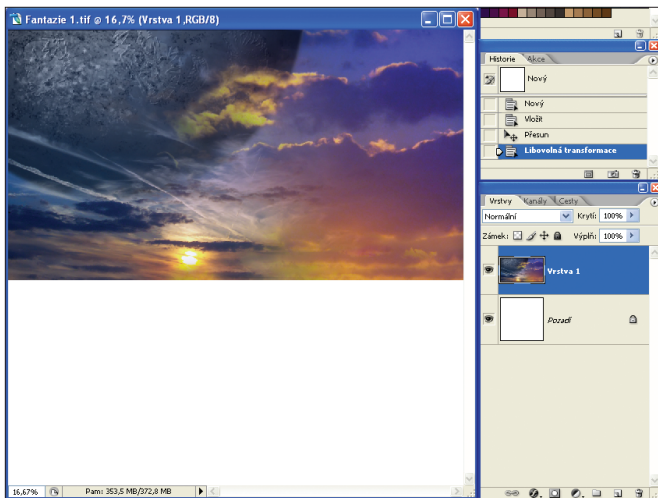 Fantazie 1.tif @ 16,7% (Vrstva 1,RGB/8)
Historie Akce
Nový
Nový
Vložit
Přesun
Libovolná transformace
Vrstvy Kanály Cesty
Normální Krytí: 100%
Zámek: Výplň: 100%
Vrstva 1
Pozadí
16,67% Pam: 353,5 MB/372,8 MB